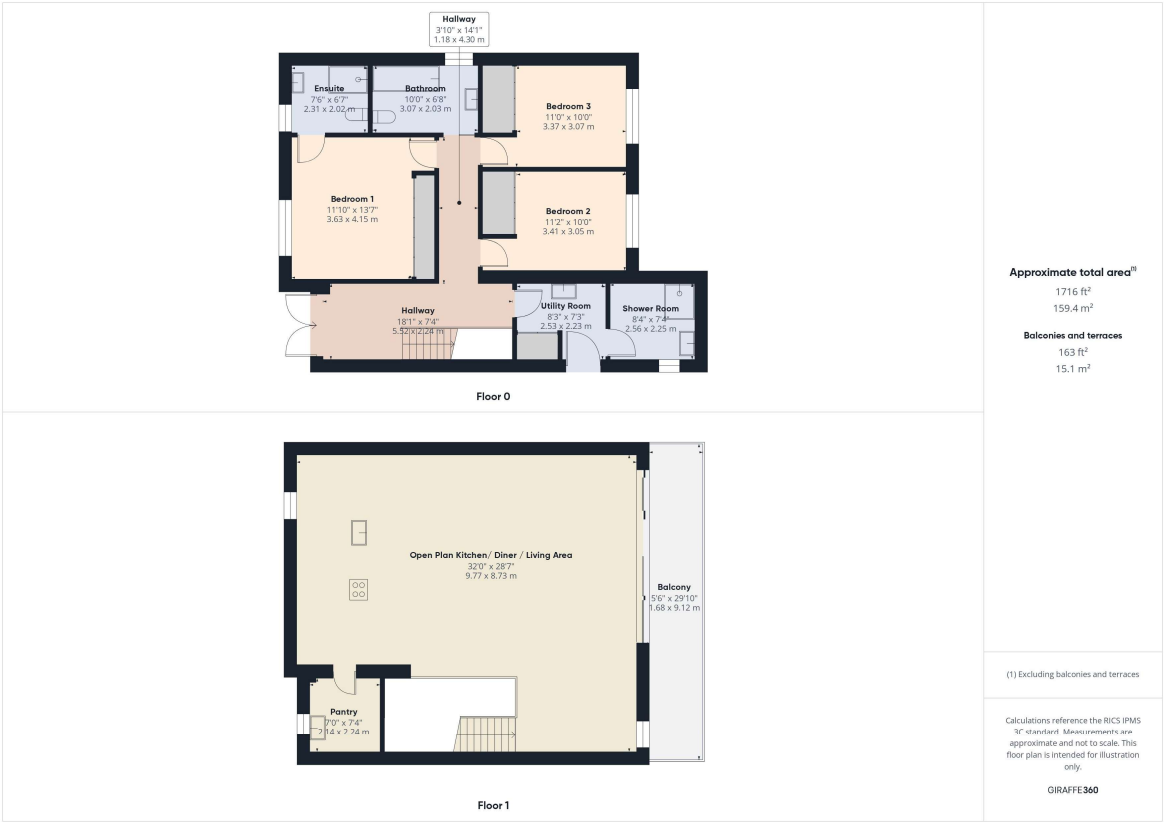 Hallway
3'10" x 14'1"
1.18 x 4.30 m
Ensuite
7'6" x 6'7"
2.31 x 2.02 m
Bathroom
10'0" x 6'8"
3.07 x 2.03 m
Bedroom 3
11'0" x 10'0"
3.37 x 3.07 m
Bedroom 1
11'10" x 13'7"
3.63 x 4.15 m
Bedroom 2
11'2" x 10'0"
3.41 x 3.05 m
Hallway
18'1" x 7'4"
5.52 x 2.24 m
Utility Room
8'3" x 7'3"
2.53 x 2.23 m
Shower Room
8'4" x 7'4"
2.56 x 2.25 m
Floor 0
Open Plan Kitchen/ Diner / Living Area
32'0" x 28'7"
9.77 x 8.73 m
Balcony
5'6" x 29'10"
1.68 x 9.12 m
Pantry
7'0" x 7'4"
2.14 x 2.24 m
Floor 1
Approximate total area(1)
1716 ft²
159.4 m²
Balconies and terraces
163 ft²
15.1 m²
(1) Excluding balconies and terraces
Calculations reference the RICS IPMS
3C standard. Measurements are
approximate and not to scale. This
floor plan is intended for illustration
only.
GIRAFFE360